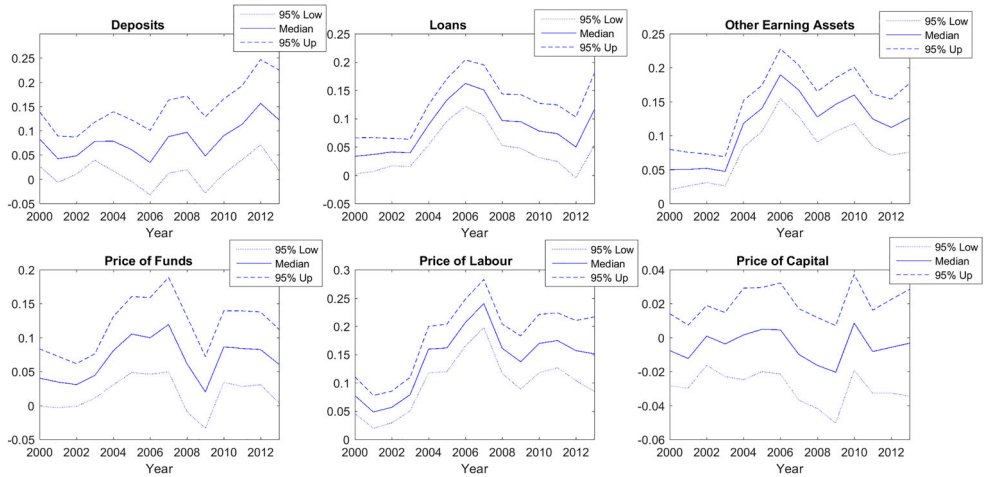 Deposits
95% Low
Median
95% Up
0.25
0.2
0.15
0.1
0.05
0
-0.05
2000 2002 2004 2006 2008 2010 2012
Year
Loans
95% Low
Median
95% Up
0.25
0.2
0.15
0.1
0.05
0
-0.05
2000 2002 2004 2006 2008 2010 2012
Year
Other Earning Assets
95% Low
Median
95% Up
0.25
0.2
0.15
0.1
0.05
0
2000 2002 2004 2006 2008 2010 2012
Year
Price of Funds
95% Low
Median
95% Up
0.2
0.15
0.1
0.05
0
-0.05
2000 2002 2004 2006 2008 2010 2012
Year
Price of Labour
95% Low
Median
95% Up
0.3
0.25
0.2
0.15
0.1
0.05
0
2000 2002 2004 2006 2008 2010 2012
Year
Price of Capital
95% Low
Median
95% Up
0.04
0.02
0
-0.02
-0.04
-0.06
2000 2002 2004 2006 2008 2010 2012
Year